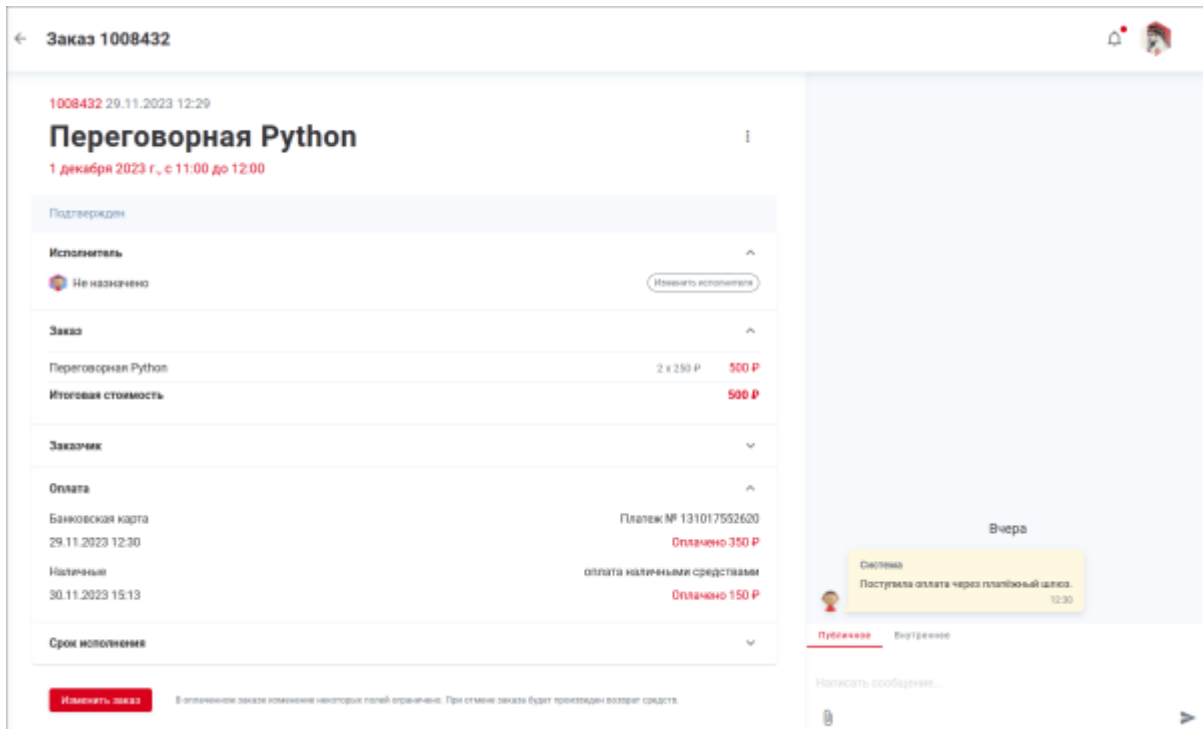 Заказ 1008432
1008432 29.11.2023 12:29
Переговорная Python
1 декабря 2023 г., с 11:00 до 12:00
Подтвержден
Исполнитель
Не назначено
Изменить исполнителя
Заказ
Переговорная Python 2 x 250 ₽ 500 ₽
Итоговая стоимость 500 ₽
Заказчик
Оплата
Банковская карта Платеж № 131017552620
29.11.2023 12:30 Оплачено 350 ₽
Наличные оплата наличными средствами
30.11.2023 15:13 Оплачено 150 ₽
Срок исполнения
Изменить заказ
В оплаченном заказе изменение некоторых полей ограничено. При отмене заказа будет произведен возврат средств.
Вчера
Система
Поступила оплата через платёжный шлюз.
12:30
Публичное Внутреннее
Написать сообщение...